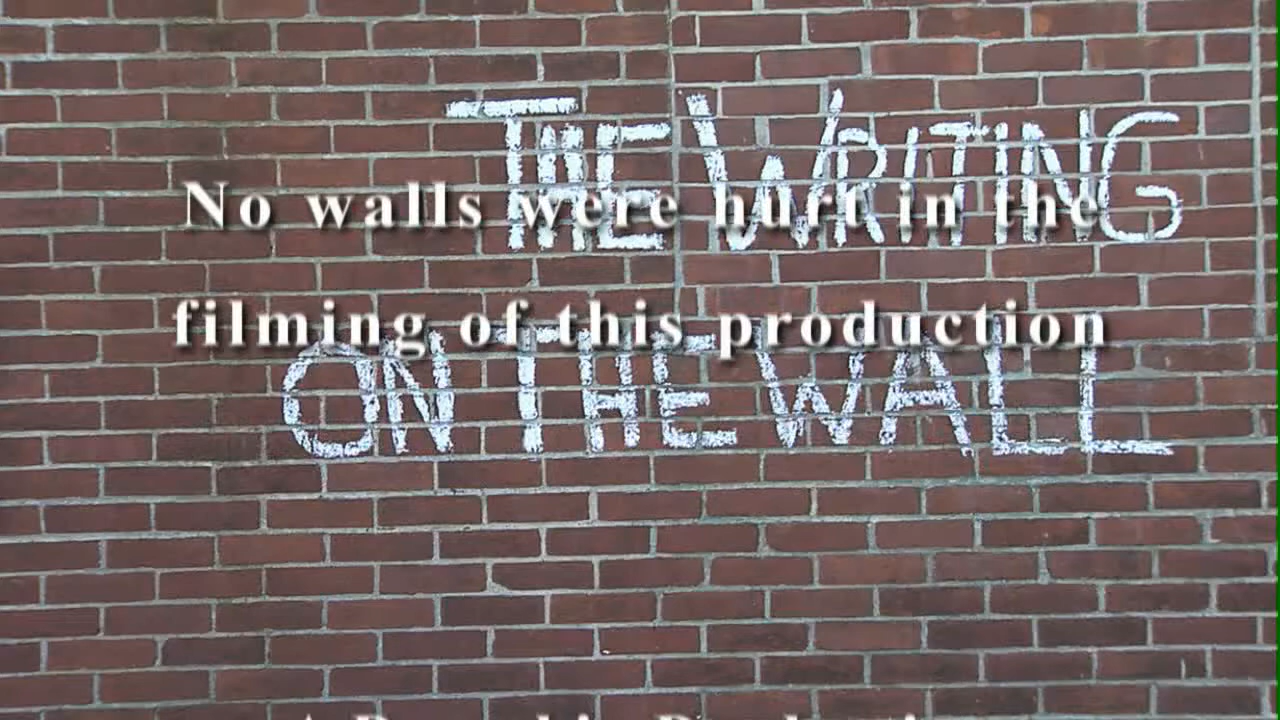 THE WRITING
No walls were hurt in the
filming of this production
ON THE WALL